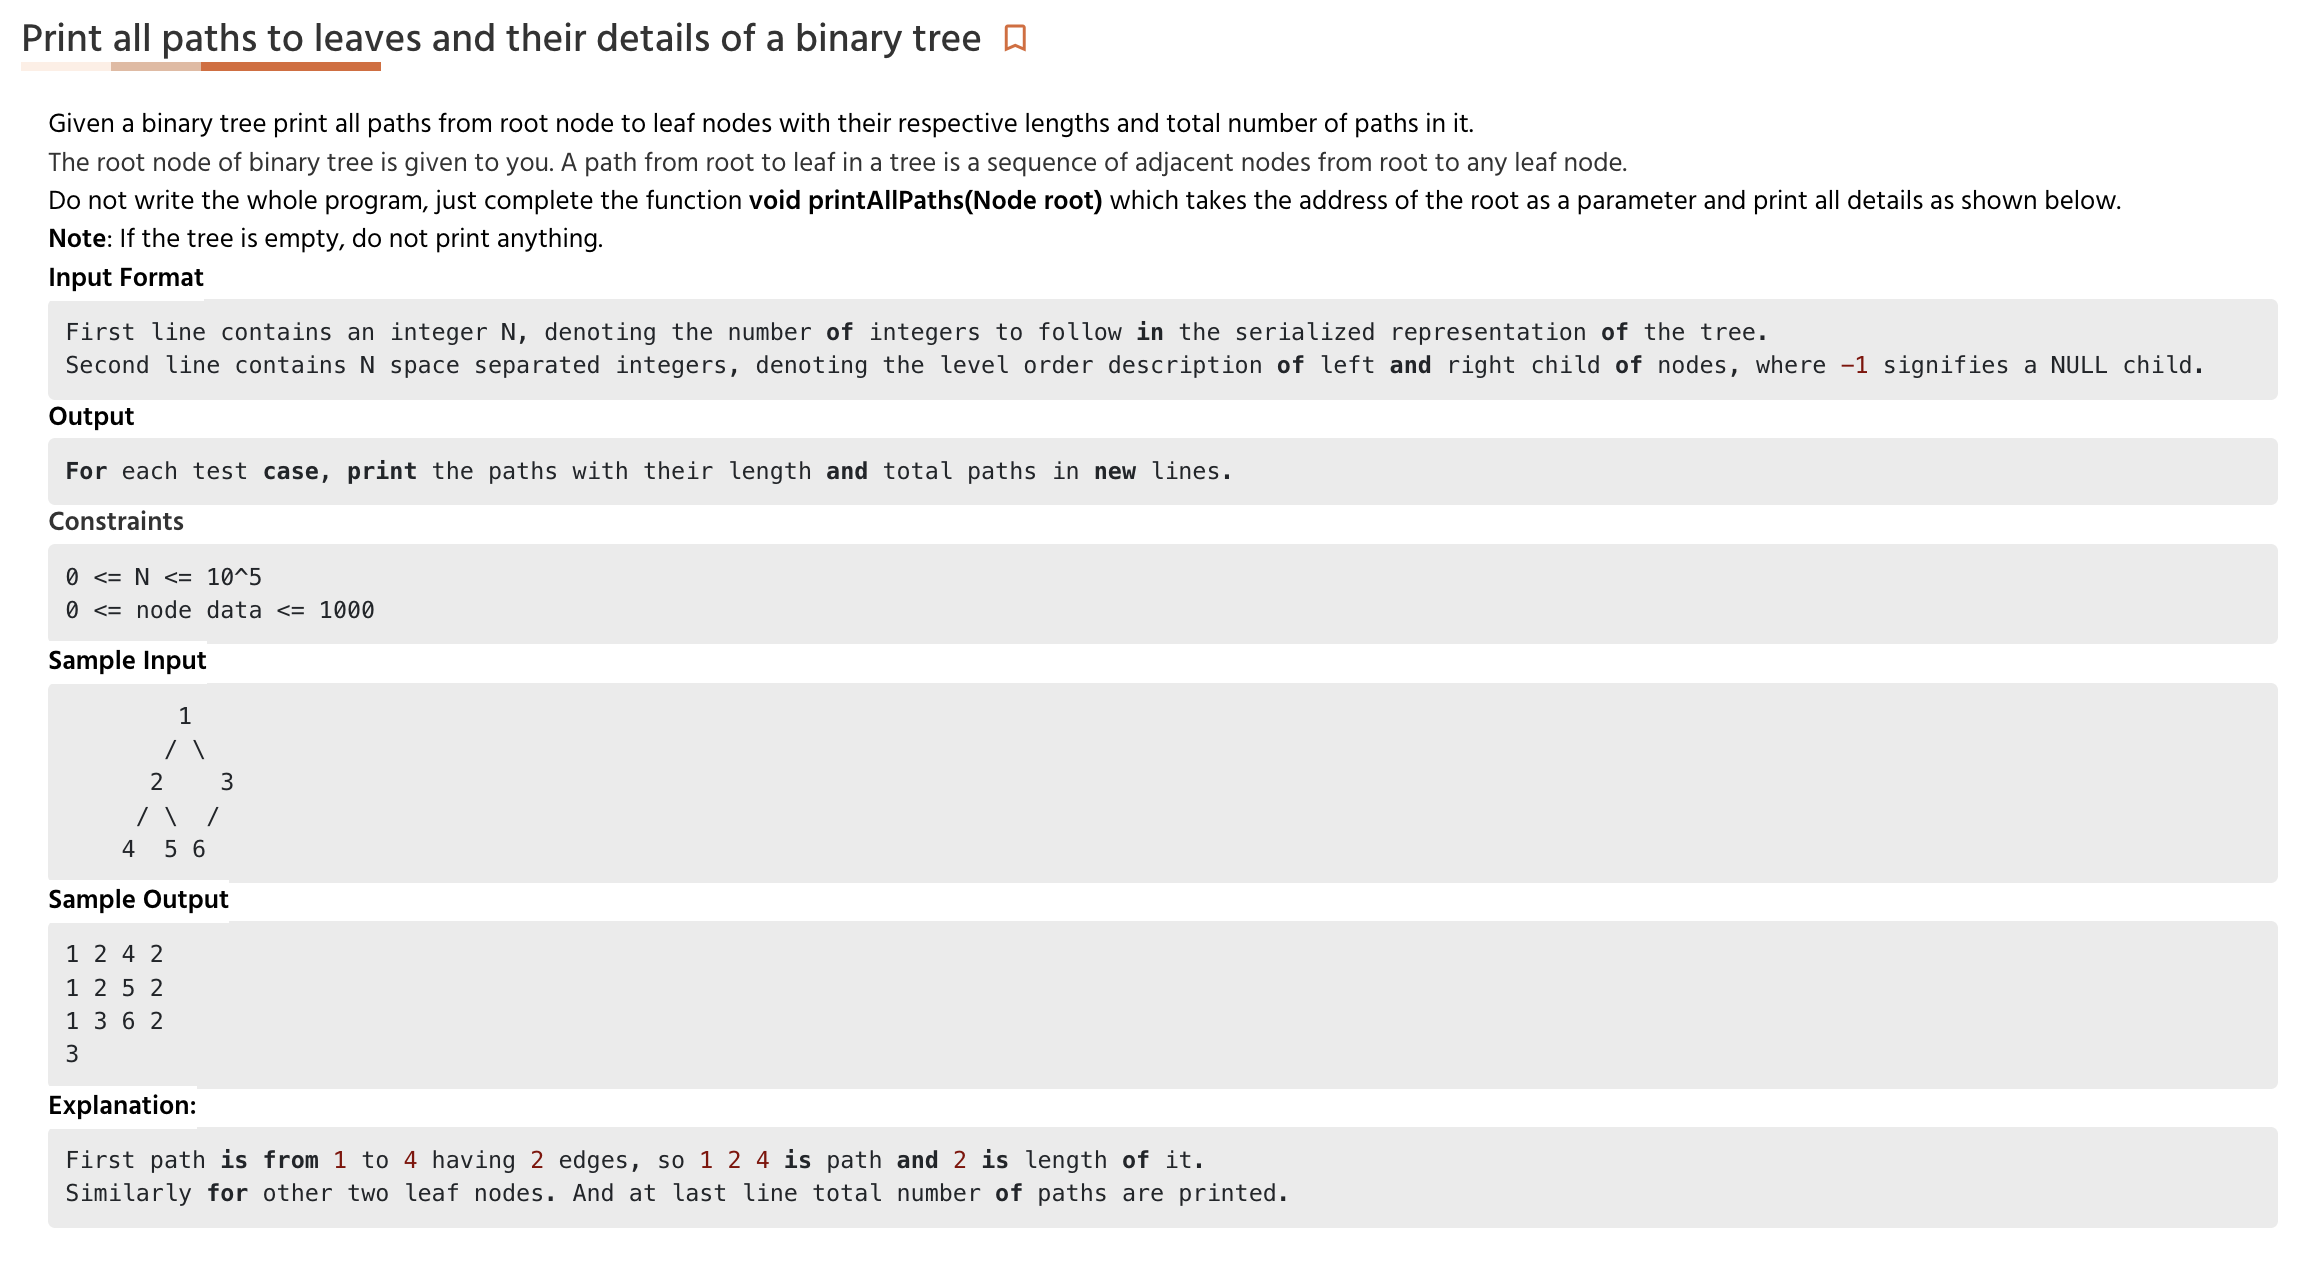 Print all paths to leaves and their details of a binary tree
Given a binary tree print all paths from root node to leaf nodes with their respective lengths and total number of paths in it.
The root node of binary tree is given to you. A path from root to leaf in a tree is a sequence of adjacent nodes from root to any leaf node.
Do not write the whole program, just complete the function void printAllPaths(Node root) which takes the address of the root as a parameter and print all details as shown below.
Note: If the tree is empty, do not print anything.
Input Format
First line contains an integer N, denoting the number of integers to follow in the serialized representation of the tree.
Second line contains N space separated integers, denoting the level order description of left and right child of nodes, where -1 signifies a NULL child.
Output
For each test case, print the paths with their length and total paths in new lines.
Constraints
0 <= N <= 10^5
0 <= node data <= 1000
Sample Input
        1
       / \
      2    3
     / \  /
    4  5 6
Sample Output
1 2 4 2
1 2 5 2
1 3 6 2
3
Explanation:
First path is from 1 to 4 having 2 edges, so 1 2 4 is path and 2 is length of it.
Similarly for other two leaf nodes. And at last line total number of paths are printed.